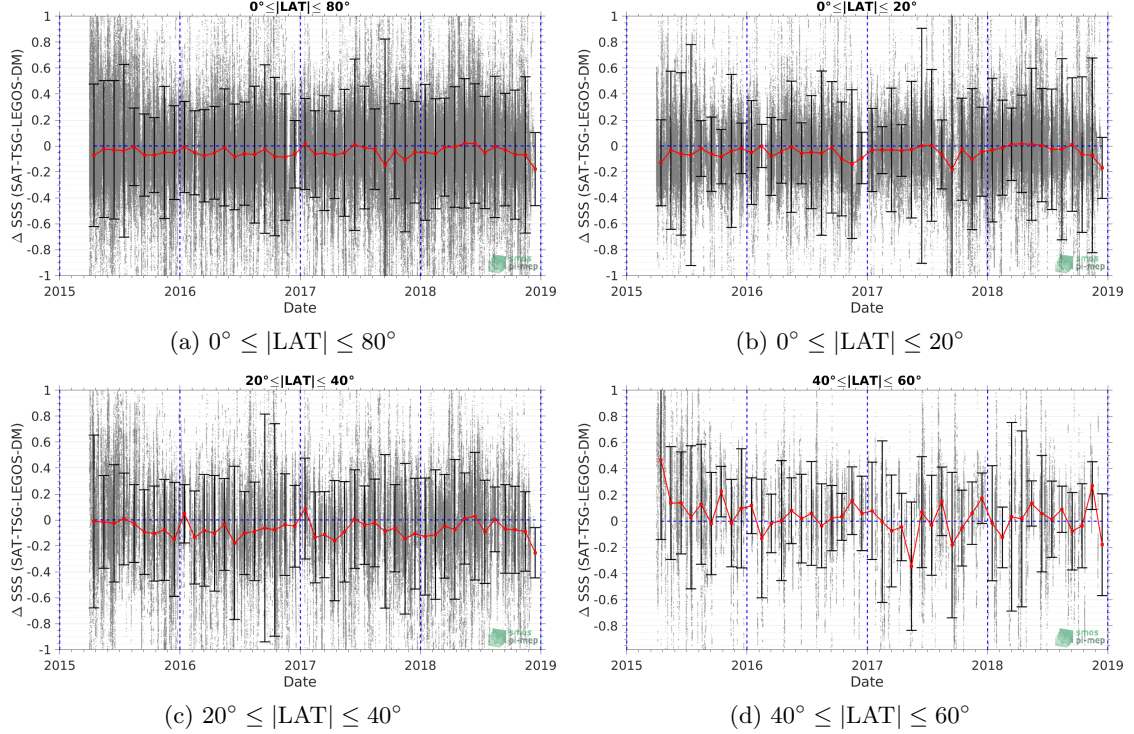 0°≤|LAT|≤ 80°
Δ SSS (SAT-TSG-LEGOS-DM)
1
0.8
0.6
0.4
0.2
0
-0.2
-0.4
-0.6
-0.8
-1
2015 2016 2017 2018 2019
Date
smos
pi-mep
(a) 0° ≤ |LAT| ≤ 80°
0°≤|LAT|≤ 20°
Δ SSS (SAT-TSG-LEGOS-DM)
1
0.8
0.6
0.4
0.2
0
-0.2
-0.4
-0.6
-0.8
-1
2015 2016 2017 2018 2019
Date
smos
pi-mep
(b) 0° ≤ |LAT| ≤ 20°
20°≤|LAT|≤ 40°
Δ SSS (SAT-TSG-LEGOS-DM)
1
0.8
0.6
0.4
0.2
0
-0.2
-0.4
-0.6
-0.8
-1
2015 2016 2017 2018 2019
Date
smos
pi-mep
(c) 20° ≤ |LAT| ≤ 40°
40°≤|LAT|≤ 60°
Δ SSS (SAT-TSG-LEGOS-DM)
1
0.8
0.6
0.4
0.2
0
-0.2
-0.4
-0.6
-0.8
2015 2016 2017 2018 2019
Date
smos
pi-mep
(d) 40° ≤ |LAT| ≤ 60°